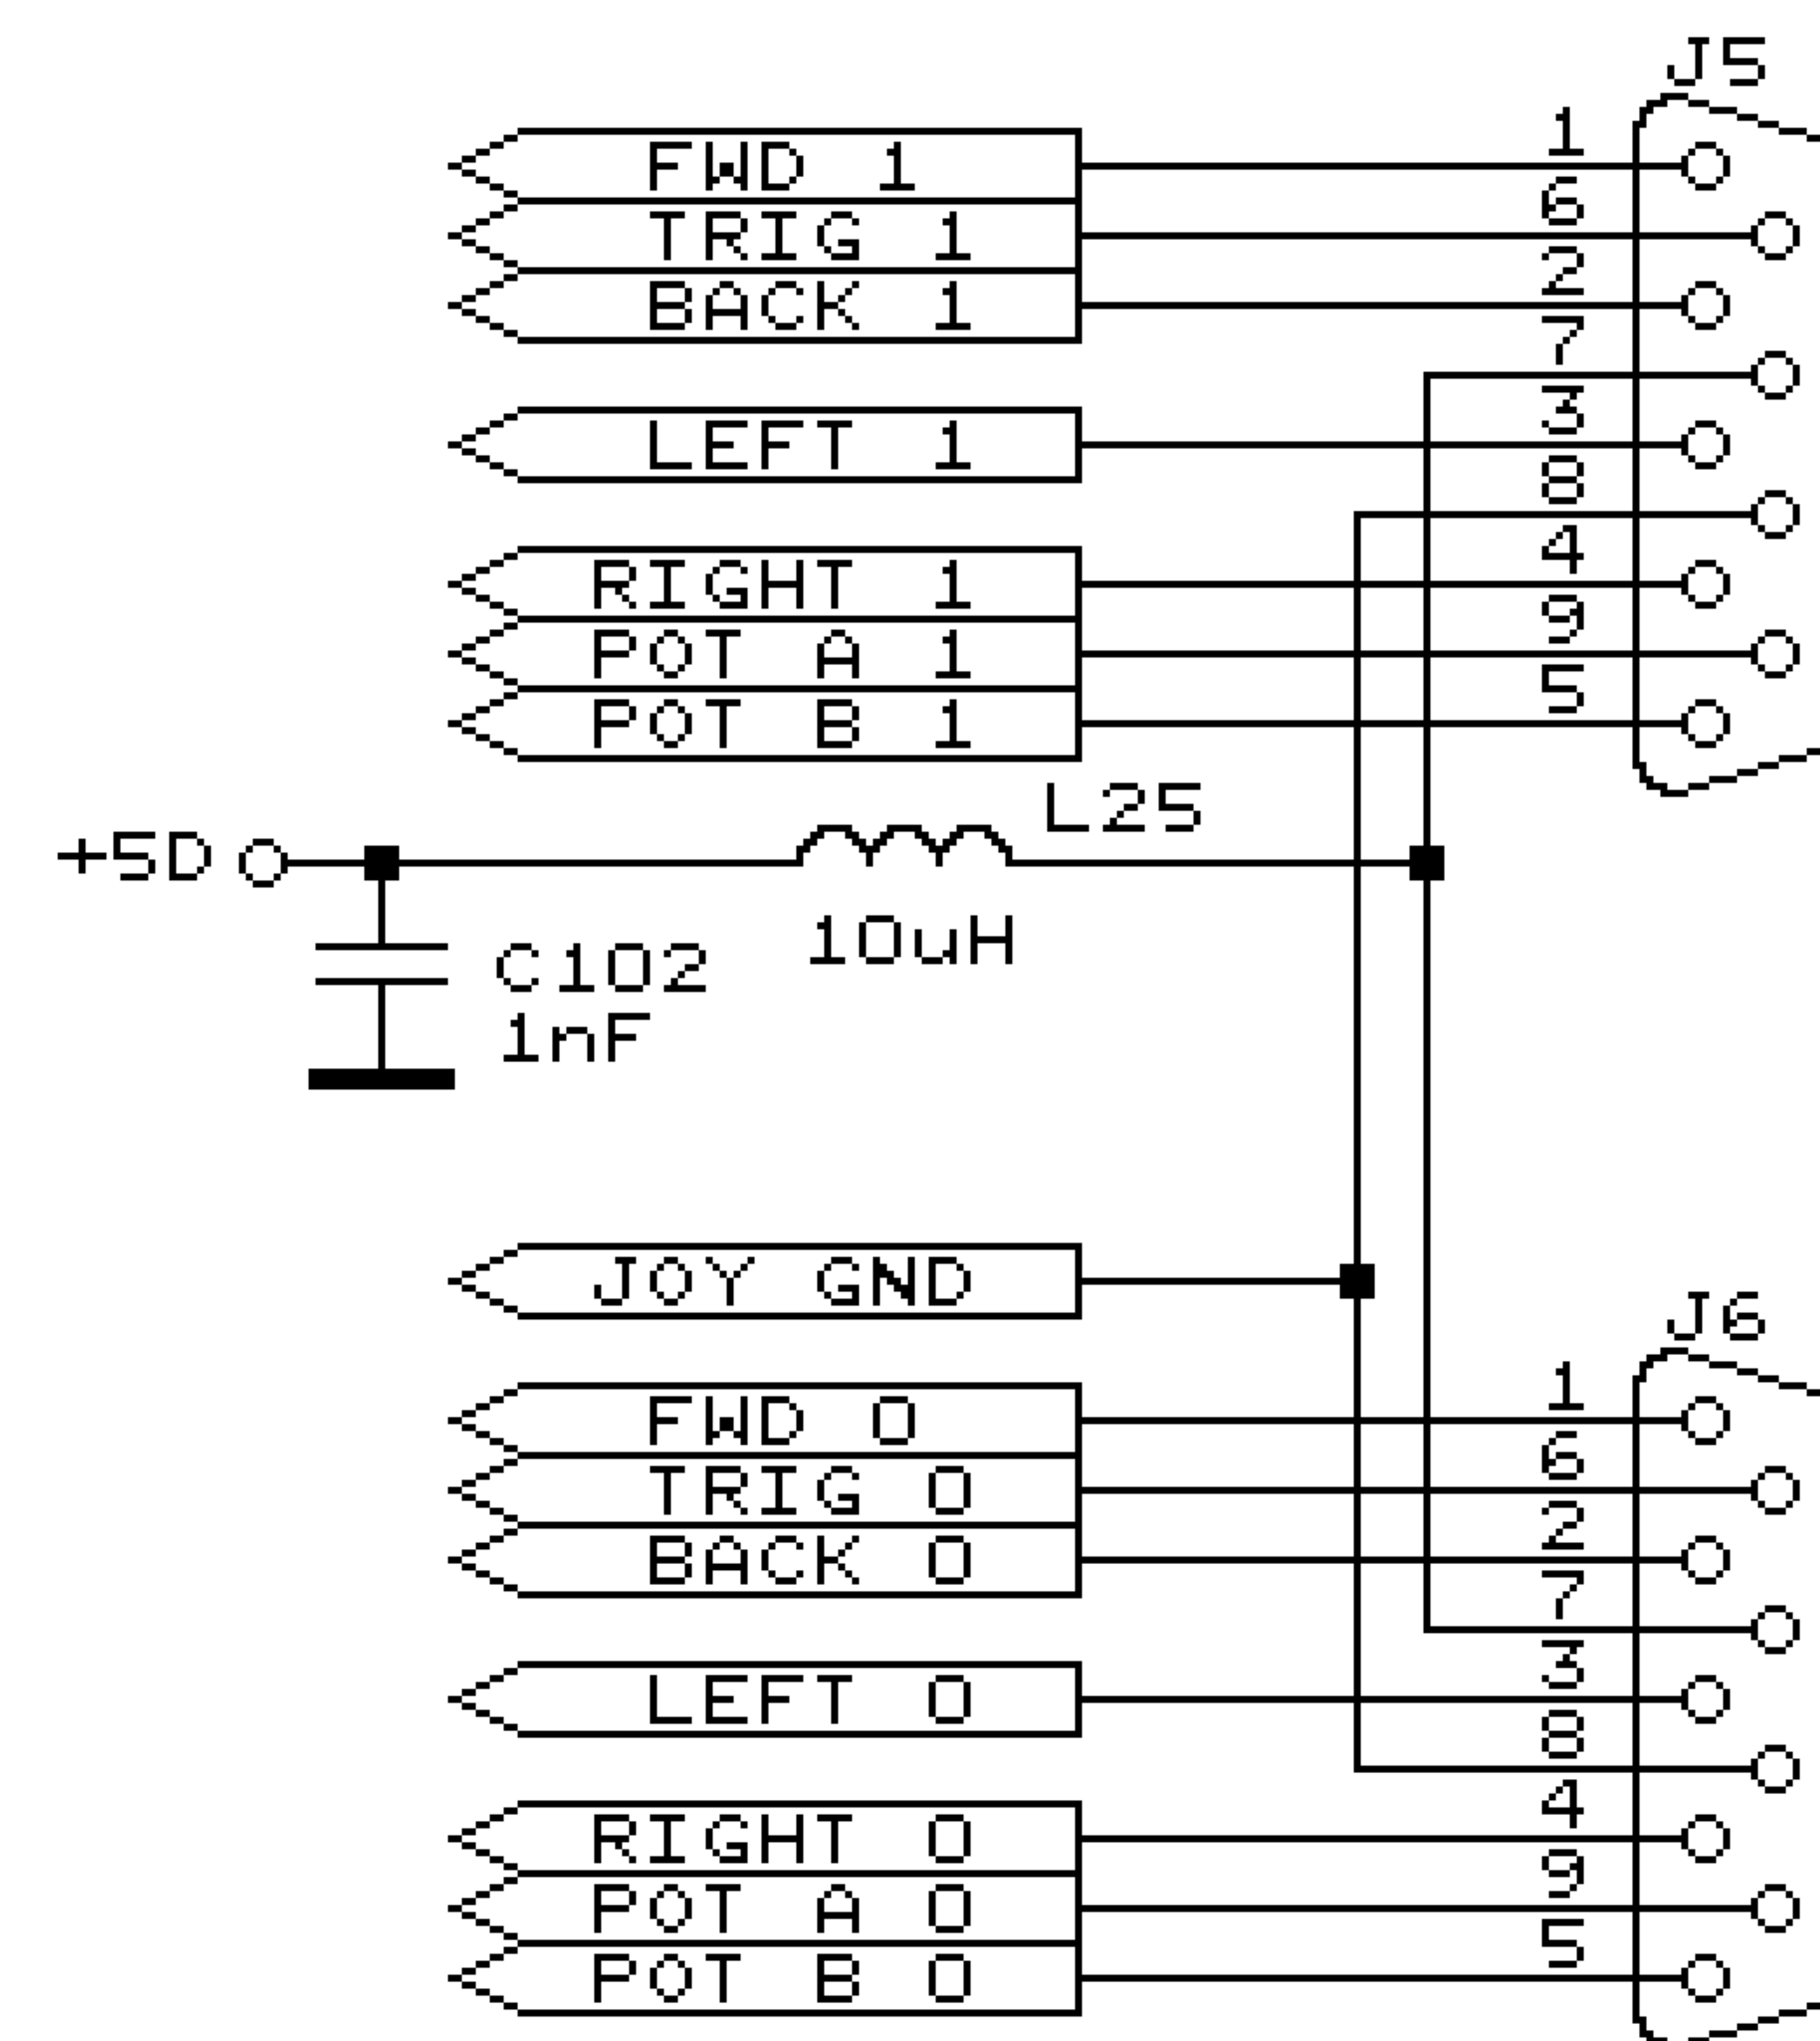 J5
FWD 1 1
TRIG 1 6
BACK 1 2
7
LEFT 1 3
8
RIGHT 1 4
POT A 1 9
POT B 1 5
L25
+5D
10uH
C102
1nF
JOY GND
J6
FWD 0 1
TRIG 0 6
BACK 0 2
7
LEFT 0 3
8
RIGHT 0 4
POT A 0 9
POT B 0 5